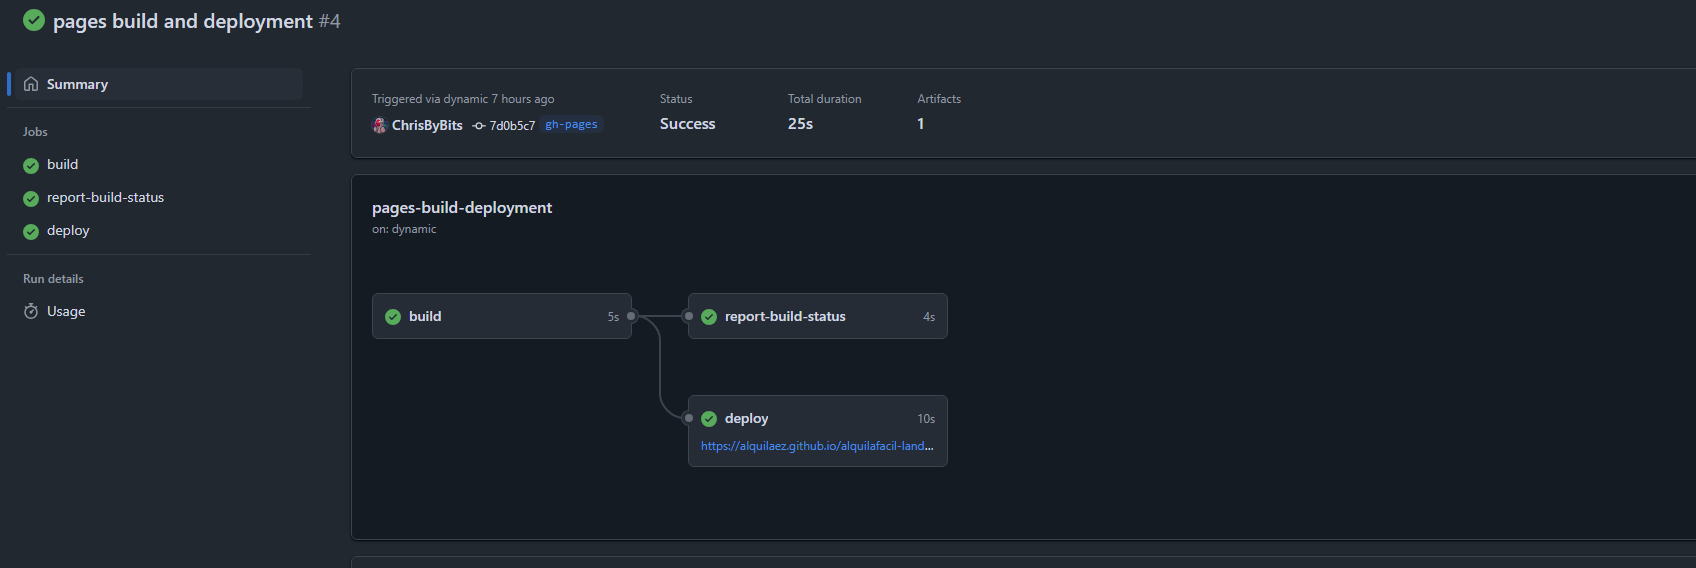 pages build and deployment #4
Summary
Jobs
build
report-build-status
deploy
Run details
Usage
Triggered via dynamic 7 hours ago
ChrisByBits 7d0b5c7 gh-pages
Status
Success
Total duration
25s
Artifacts
1
pages-build-deployment
on: dynamic
build 5s
report-build-status 4s
deploy 10s
https://alquilaez.github.io/alquilafacil-land...